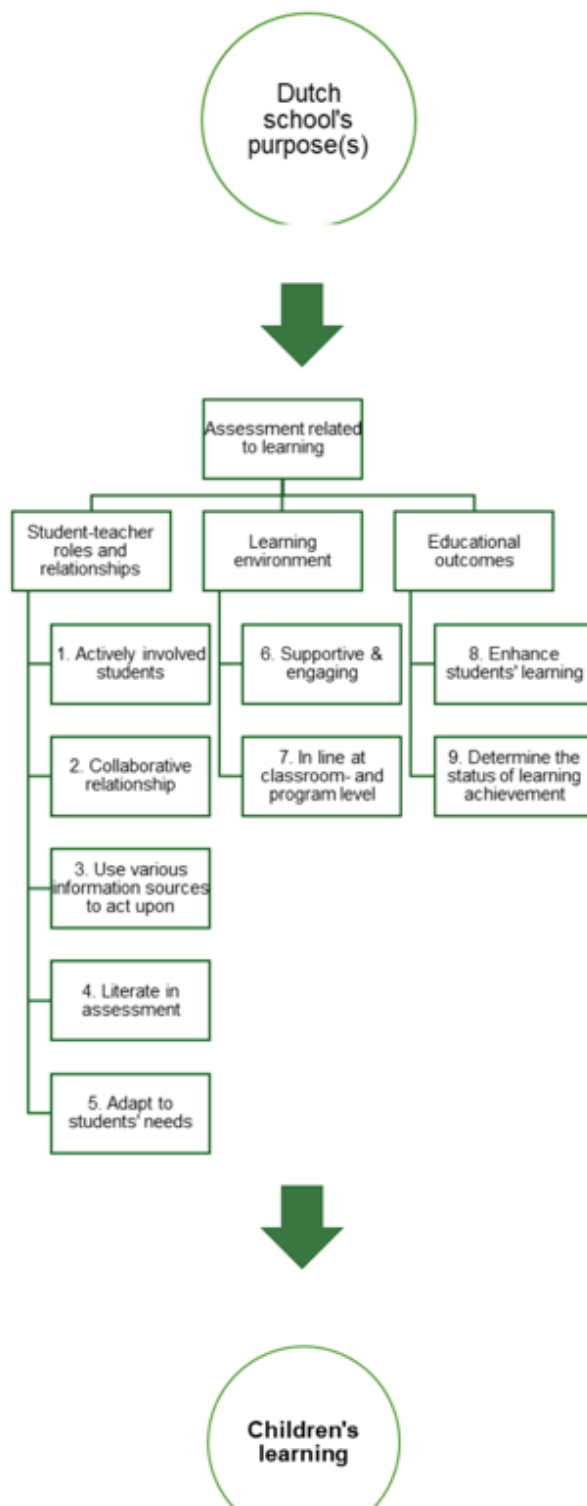 Dutch
school's
purpose(s)
Assessment related
to learning
Student-teacher
roles and
relationships
Learning
environment
Educational
outcomes
1. Actively involved
students
2. Collaborative
relationship
3. Use various
information sources
to act upon
4. Literate in
assessment
5. Adapt to
students' needs
6. Supportive &
engaging
7. In line at
classroom- and
program level
8. Enhance
students' learning
9. Determine the
status of learning
achievement
Children's
learning